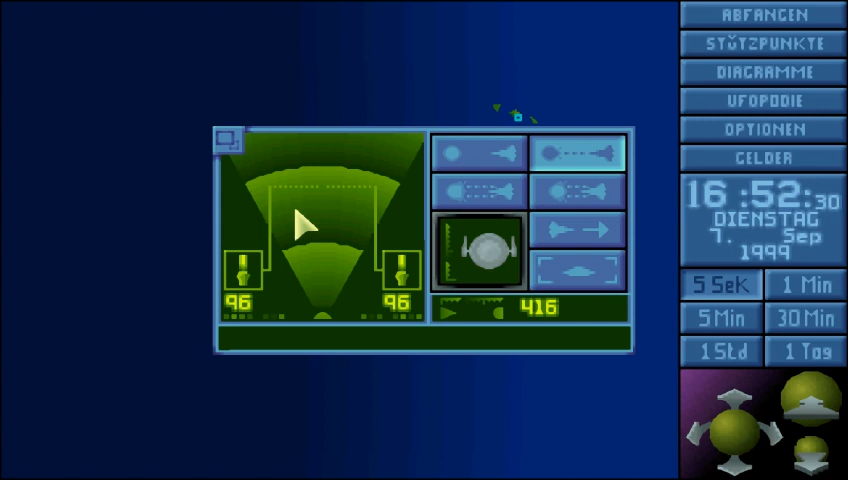 ABFANGEN
STÜTZPUNKTE
DIAGRAMME
UFOPÖDIE
OPTIONEN
GELDER
16:52:30
DIENSTAG
7. Sep
1999
5 Sek 1 Min
5 Min 30 Min
1 Std 1 Tag
96 96 416